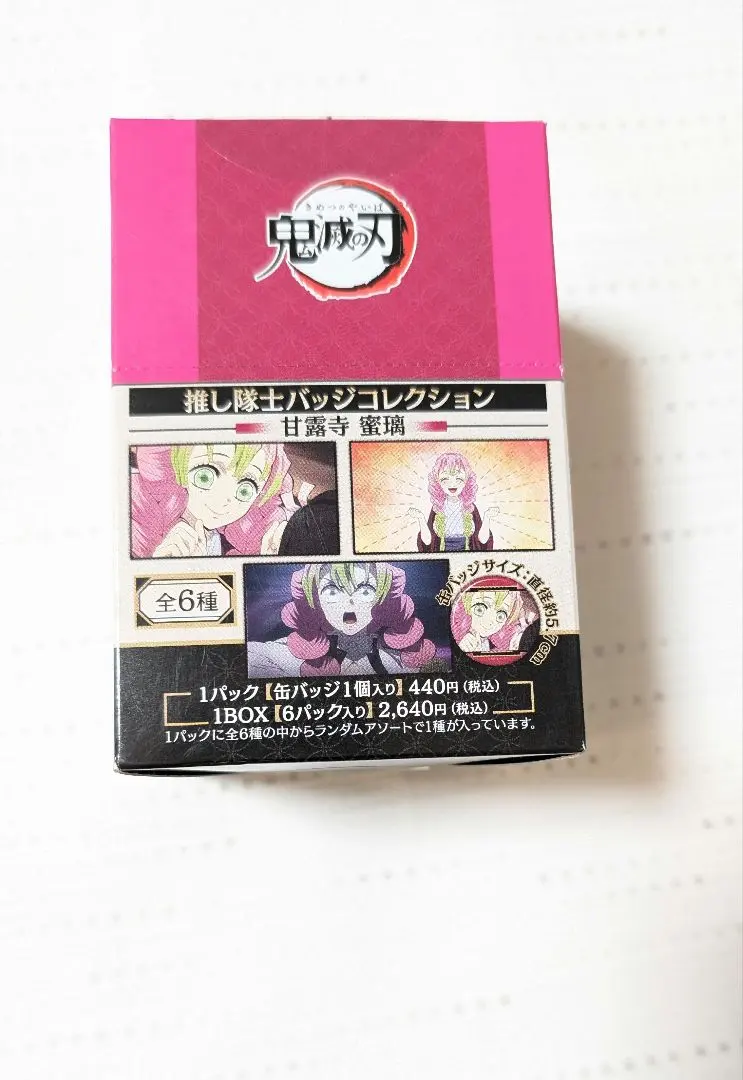 きめつのやいば
鬼滅の刃
推し隊士バッジコレクション
甘露寺 蜜璃
全6種
缶バッジサイズ：直径約5.7cm
1パック【缶バッジ1個入り】440円（税込）
1BOX【6パック入り】2,640円（税込）
1パックに全6種の中からランダムアソートで1種が入っています。